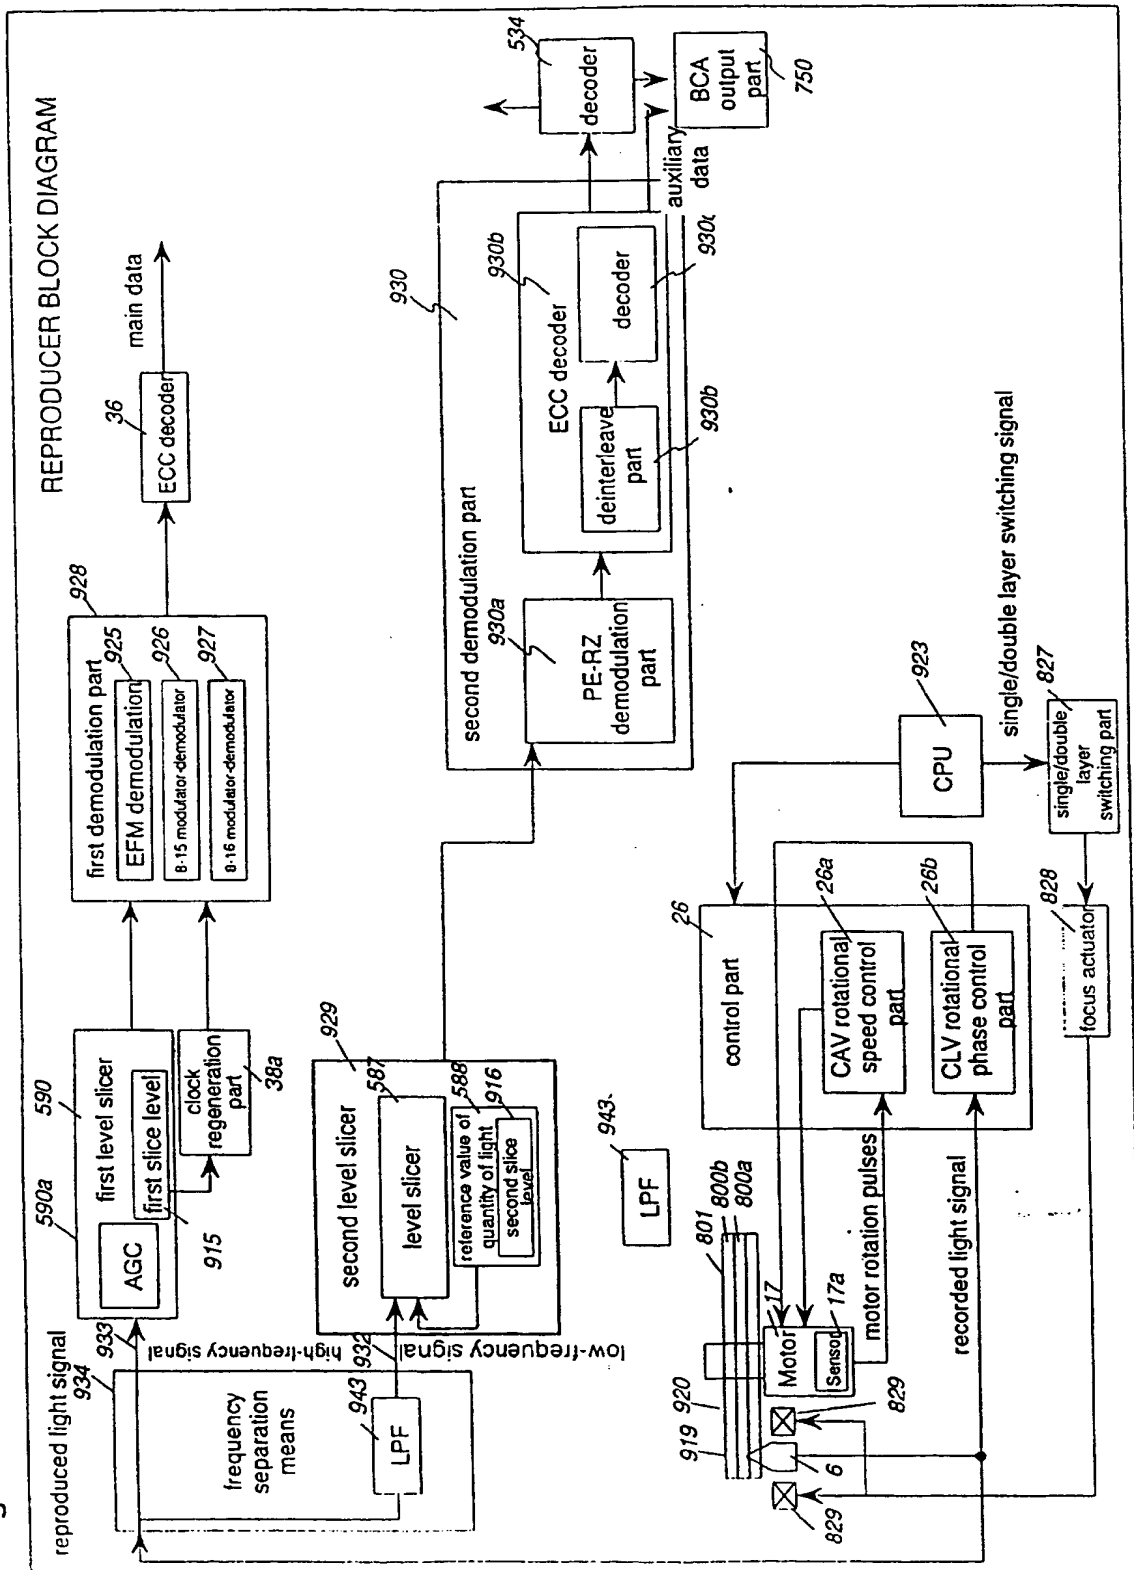 REPRODUCER BLOCK DIAGRAM
reproduced light signal
934
933
high-frequency signal
932
low-frequency signal
frequency
separation
means
943
LPF
590a
590
first level slicer
AGC
first slice level
915
clock
regeneration
part
38a
first demodulation part
928
EFM demodulation
925
8-15 modulator-demodulator
926
8-16 modulator-demodulator
927
36
ECC decoder
main data
second level slicer
929
587
level slicer
588
reference value of
quantity of light
916
second slice
level
second demodulation part
930
930a
PE-RZ
demodulation
part
ECC decoder
930b
deinterleave
part
930b
decoder
930c
534
decoder
auxiliary
data
BCA
output
part
750
943
LPF
919
920
801
800b
800a
829
6
829
Motor
17
Sensor
17a
motor rotation pulses
recorded light signal
control part
26
CAV rotational
speed control
part
26a
CLV rotational
phase control
part
26b
CPU
923
single/double layer switching signal
single/double
layer
switching part
827
focus actuator
828